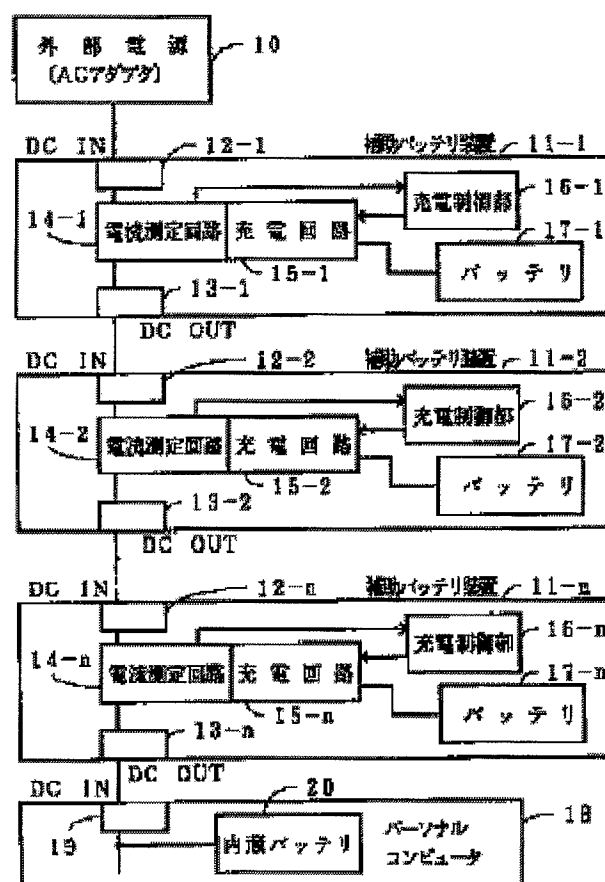 外部電源
(ACアダプタ)
10
DC IN
12-1
補助バッテリ装置
11-1
14-1
電流測定回路
充電回路
充電制御部
16-1
17-1
バッテリ
13-1
15-1
DC OUT
DC IN
12-2
補助バッテリ装置
11-2
14-2
電流測定回路
充電回路
充電制御部
16-2
17-2
バッテリ
13-2
15-2
DC OUT
DC IN
12-n
補助バッテリ装置
11-n
14-n
電流測定回路
充電回路
充電制御部
16-n
17-n
バッテリ
13-n
15-n
DC OUT
DC IN
20
18
19
内蔵バッテリ
パーソナル
コンピュータ